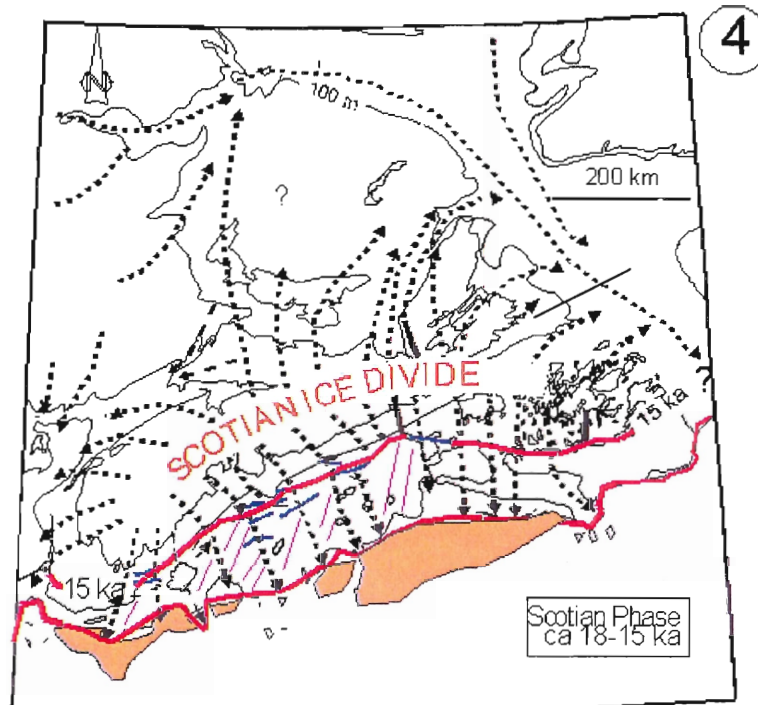 4
N
100 m
200 km
?
SCOTIAN ICE DIVIDE
15 ka
15 ka
Scotian Phase
ca 18-15 ka